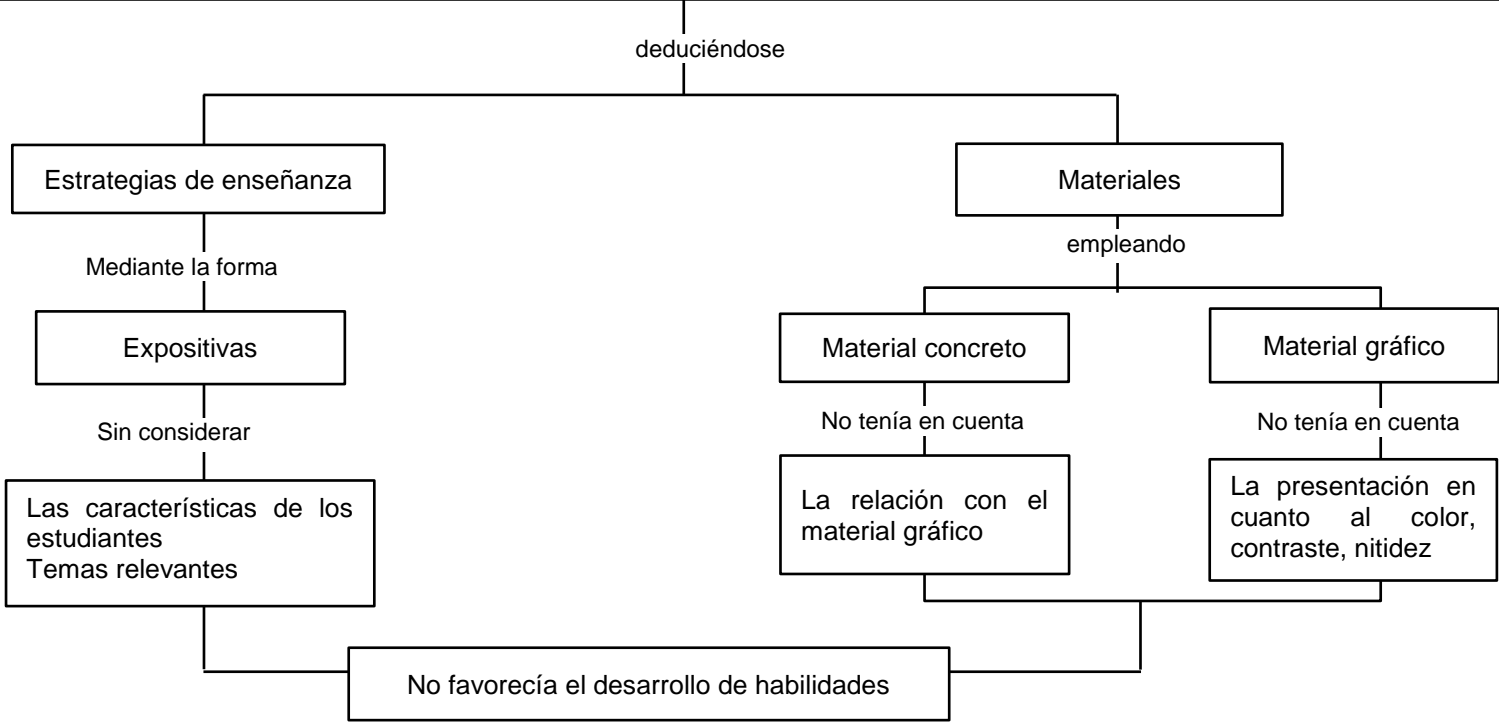 deduciéndose
Estrategias de enseñanza
Materiales
Mediante la forma
empleando
Expositivas
Material concreto
Material gráfico
Sin considerar
No tenía en cuenta
No tenía en cuenta
Las características de los
estudiantes
Temas relevantes
La relación con el
material gráfico
La presentación en
cuanto al color,
contraste, nitidez
No favorecía el desarrollo de habilidades